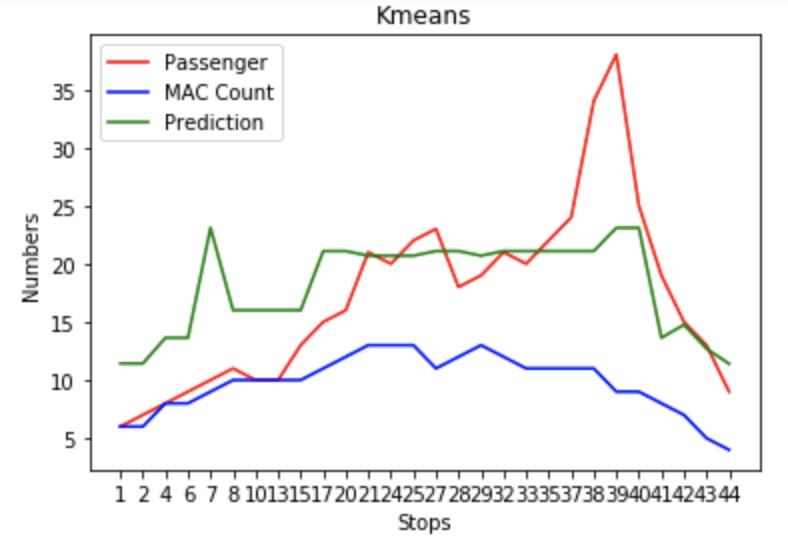 Kmeans
Passenger
MAC Count
Prediction
35
30
25
20
15
10
5
Numbers
1 2 4 6 7 8 10 13 15 17 20 21 24 25 27 28 29 32 33 35 37 38 39 40 41 42 43 44
Stops